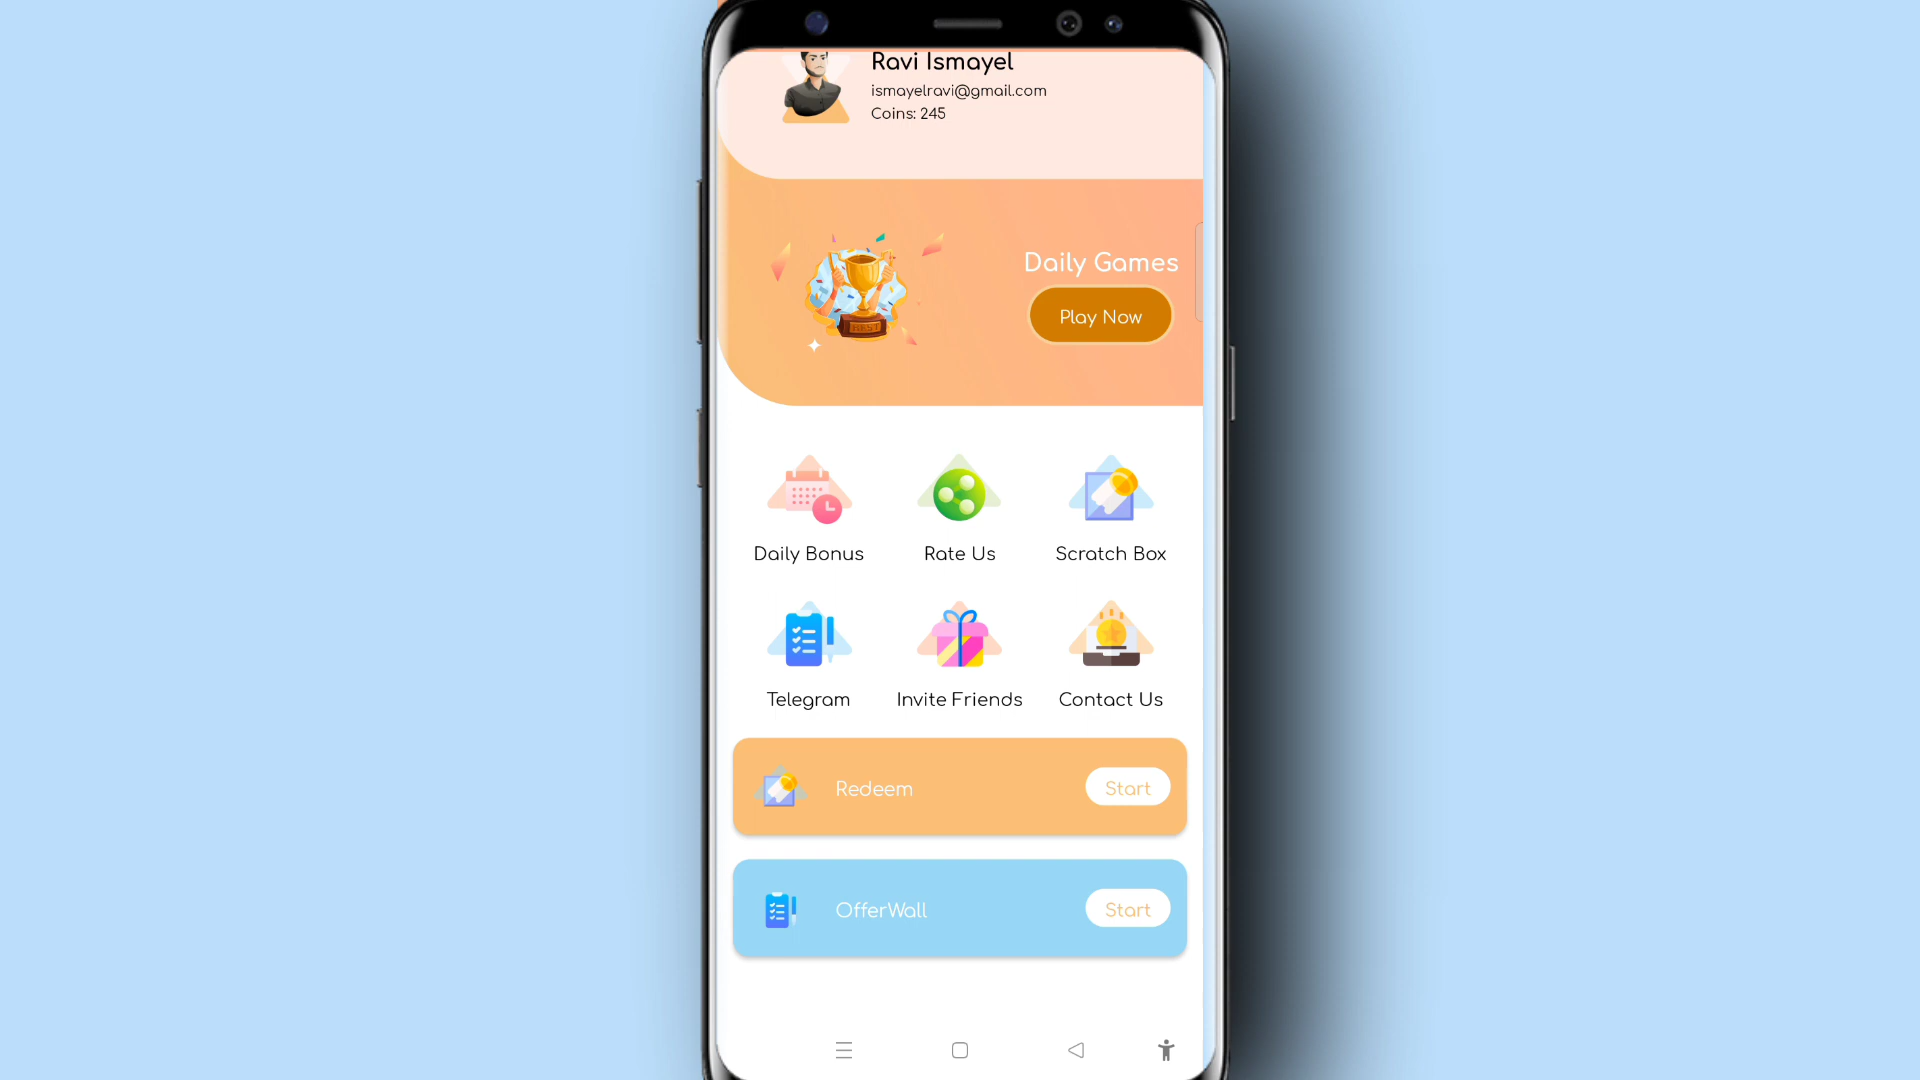 Ravi Ismayel
ismayelravi@gmail.com
Coins: 245
Daily Games
Play Now
BEST
Daily Bonus
Rate Us
Scratch Box
Telegram
Invite Friends
Contact Us
Redeem
Start
OfferWall
Start